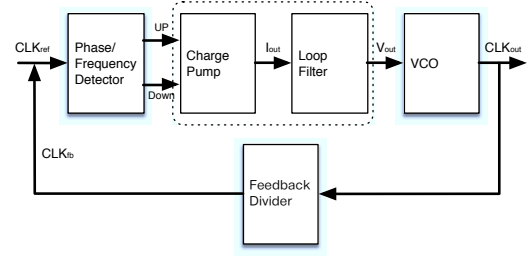 UP
CLKref
Phase/
Frequency
Detector
Charge
Pump
Iout
Loop
Filter
Vout
VCO
CLKout
Down
CLKfb
Feedback
Divider